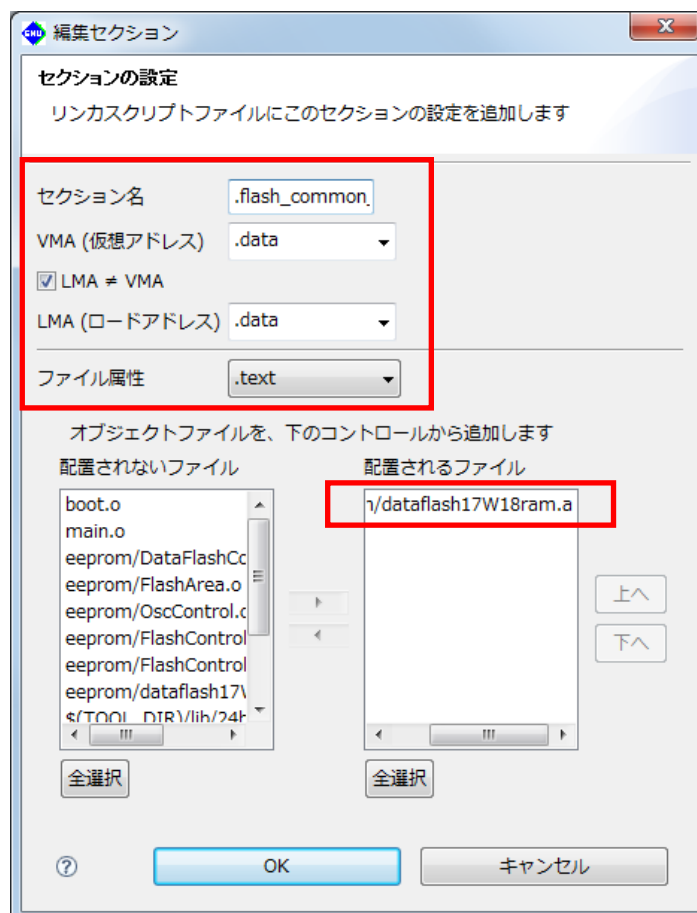 編集セクション
セクションの設定
リンカスクリプトファイルにこのセクションの設定を追加します
セクション名 .flash_common_
VMA (仮想アドレス) .data
LMA ≠ VMA
LMA (ロードアドレス) .data
ファイル属性 .text
オブジェクトファイルを、下のコントロールから追加します
配置されないファイル
boot.o
main.o
eeprom/DataFlashCc
eeprom/FlashArea.o
eeprom/OscControl.c
eeprom/FlashControl
eeprom/FlashControl
eeprom/dataflash17\
$(TOOL_DIR)/lib/24b
全選択
配置されるファイル
ı/dataflash17W18ram.a
全選択
上へ
下へ
OK
キャンセル